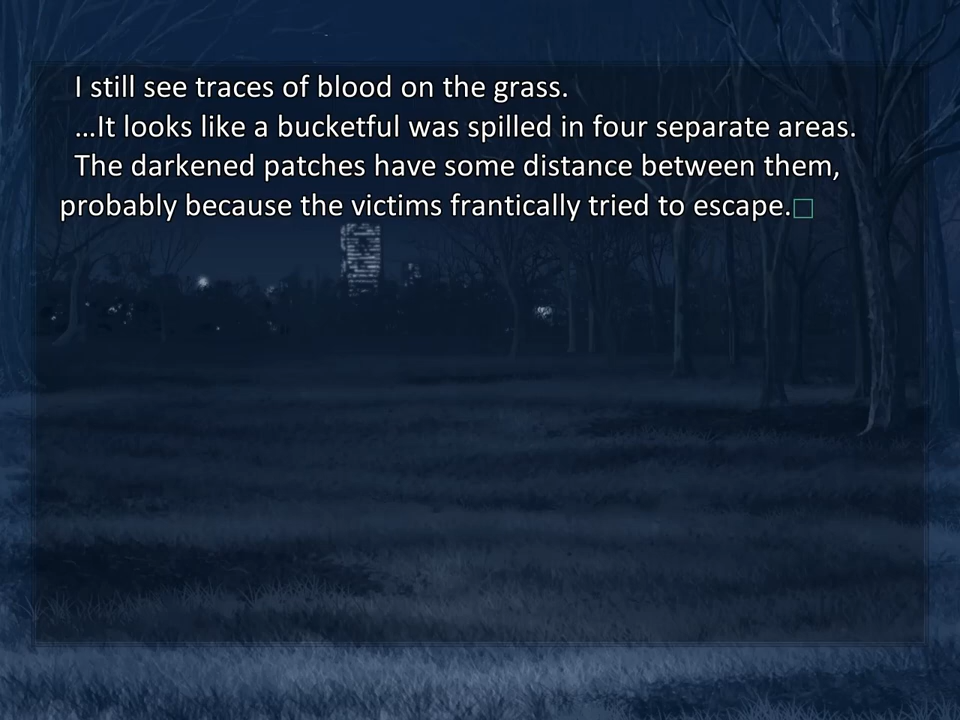 I still see traces of blood on the grass.
…It looks like a bucketful was spilled in four separate areas.
The darkened patches have some distance between them,
probably because the victims frantically tried to escape.